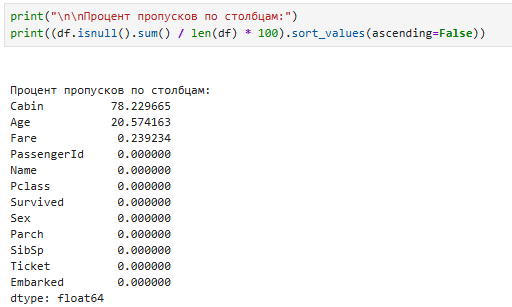 print("\n\nПроцент пропусков по столбцам:")
print((df.isnull().sum() / len(df) * 100).sort_values(ascending=False))
Процент пропусков по столбцам:
Cabin          78.229665
Age            20.574163
Fare            0.239234
PassengerId     0.000000
Name            0.000000
Pclass          0.000000
Survived        0.000000
Sex             0.000000
Parch           0.000000
SibSp           0.000000
Ticket          0.000000
Embarked        0.000000
dtype: float64